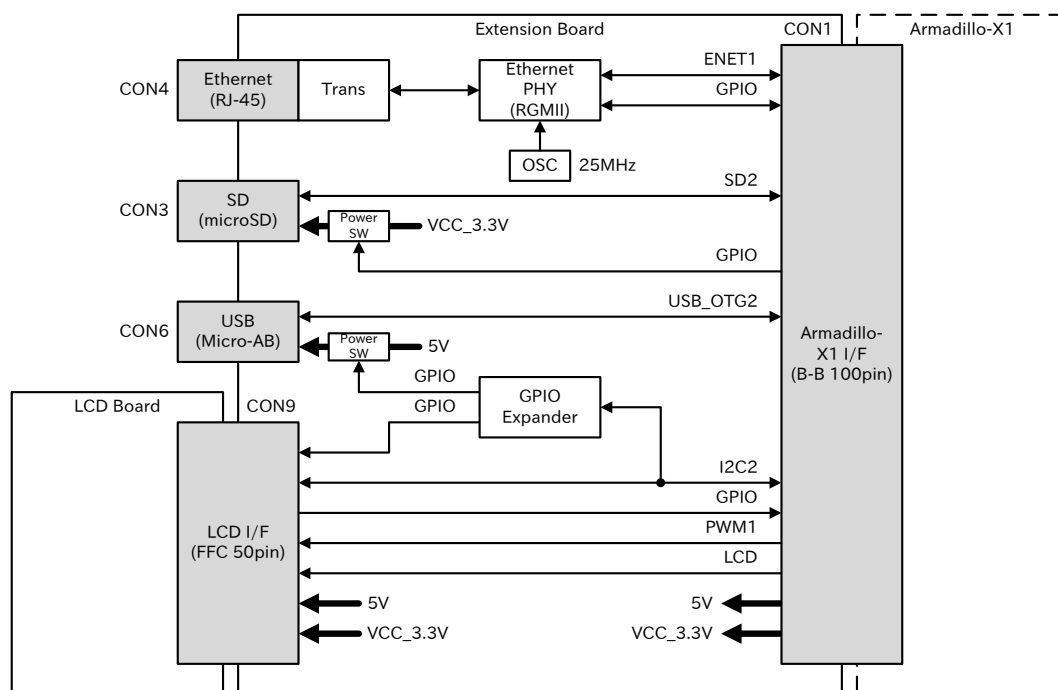 Extension Board
CON1
Armadillo-X1
CON4
Ethernet
(RJ-45)
Trans
Ethernet
PHY
(RGMII)
ENET1
GPIO
OSC
25MHz
CON3
SD
(microSD)
SD2
Power
SW
VCC_3.3V
GPIO
CON6
USB
(Micro-AB)
USB_OTG2
Power
SW
5V
GPIO
GPIO
GPIO
Expander
Armadillo-
X1 I/F
(B-B 100pin)
LCD Board
CON9
I2C2
GPIO
LCD I/F
(FFC 50pin)
PWM1
LCD
5V
5V
VCC_3.3V
VCC_3.3V